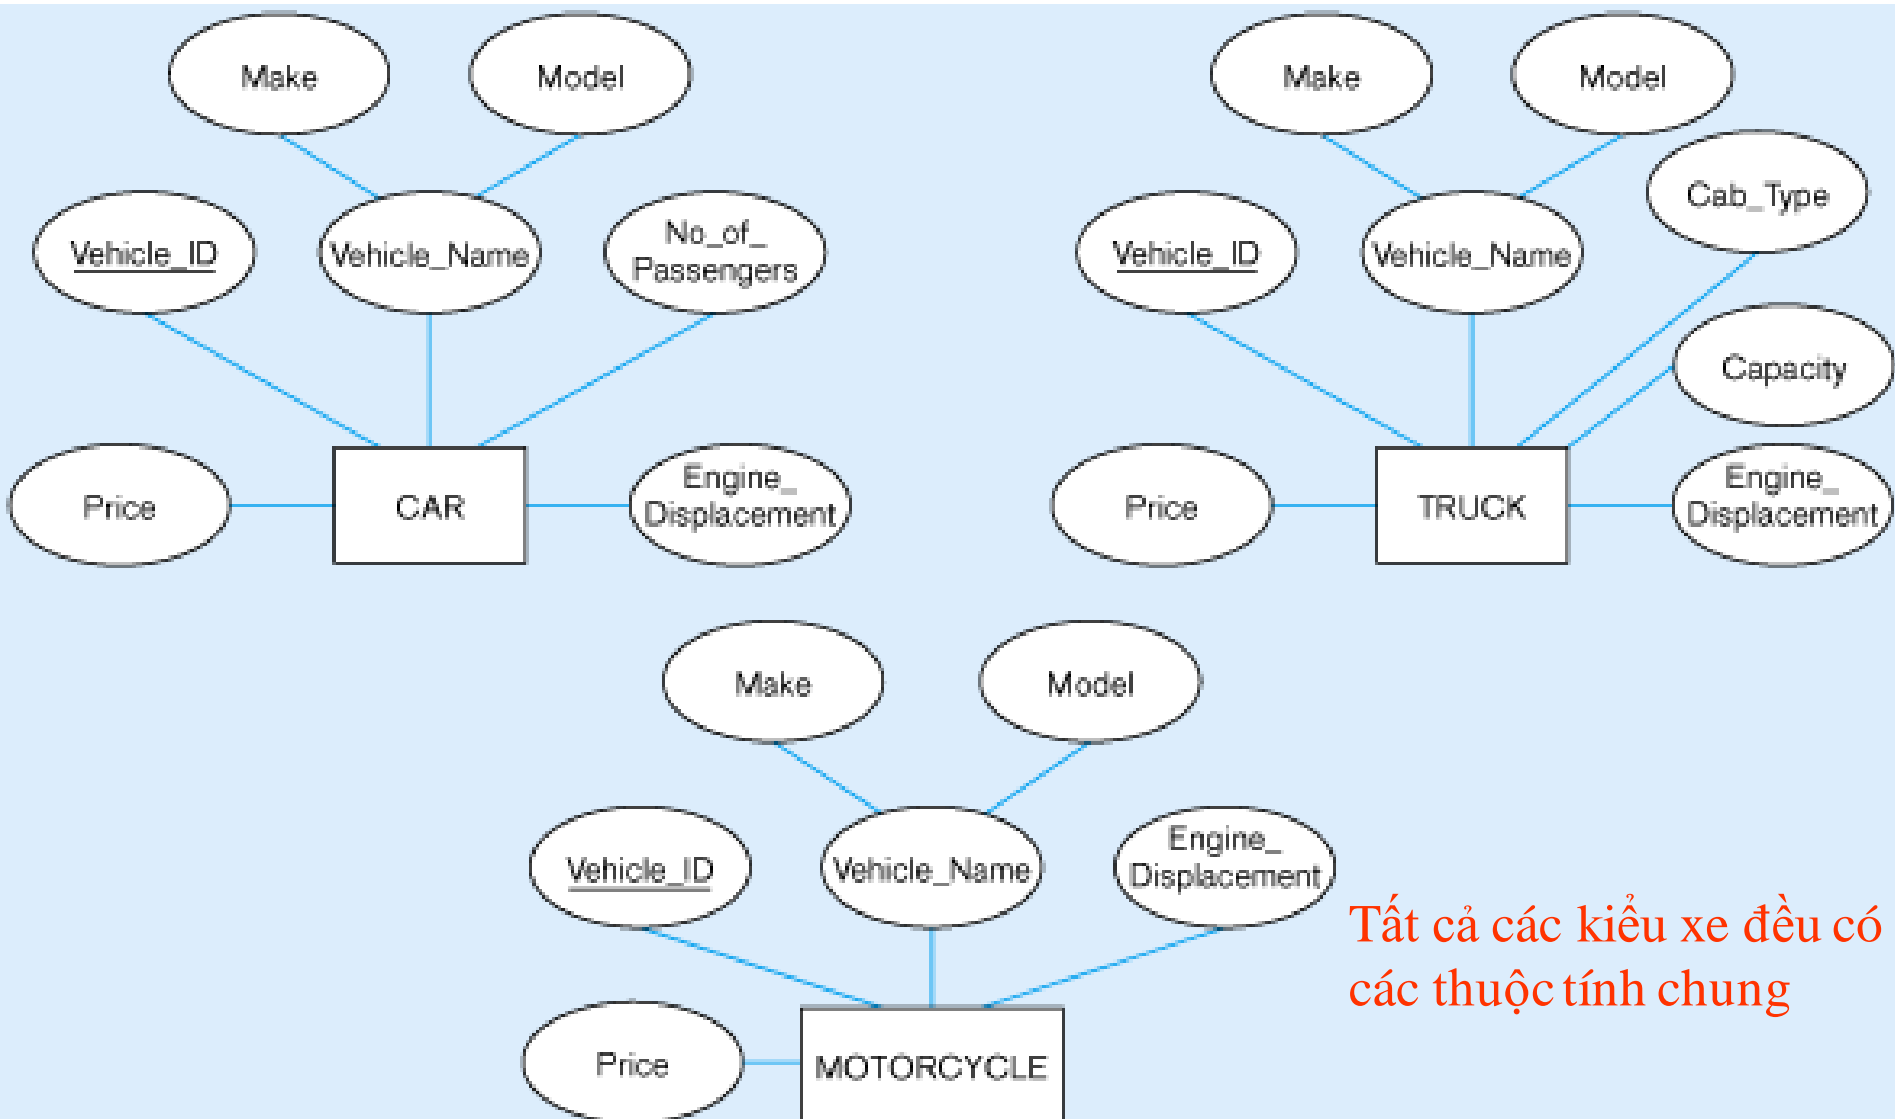 Make
Model
Vehicle_ID
Vehicle_Name
No_of_
Passengers
Price
CAR
Engine_
Displacement
Make
Model
Cab_Type
Vehicle_ID
Vehicle_Name
Capacity
Price
TRUCK
Engine_
Displacement
Make
Model
Vehicle_ID
Vehicle_Name
Engine_
Displacement
Price
MOTORCYCLE
Tất cả các kiểu xe đều có
các thuộc tính chung